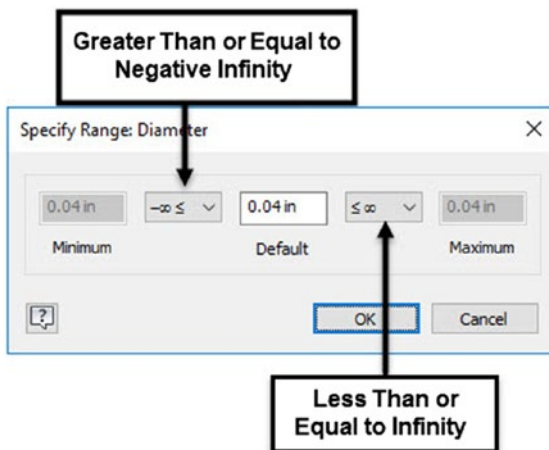 Greater Than or Equal to
Negative Infinity
Specify Range: Diameter
0.04 in −∞ ≤ 0.04 in ≤ ∞ 0.04 in
Minimum Default Maximum
OK Cancel
Less Than or
Equal to Infinity